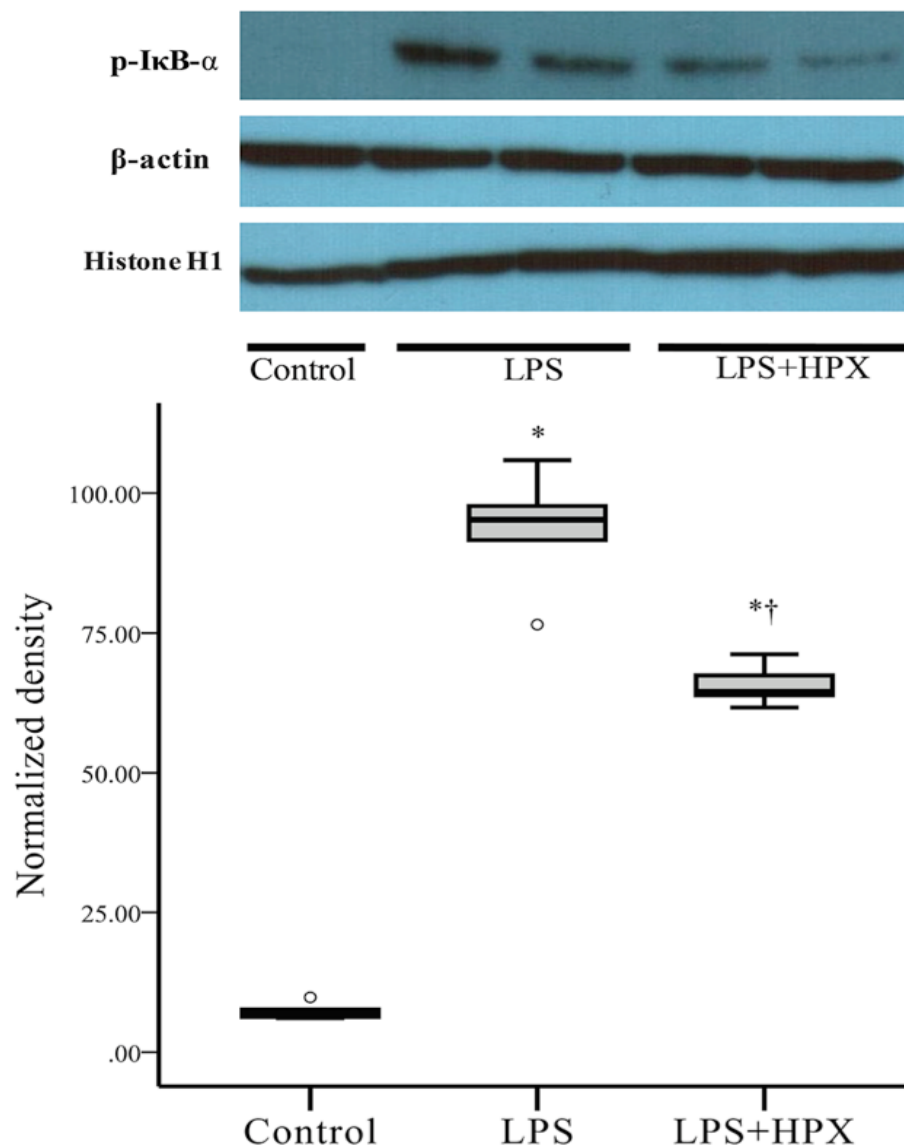 p-IκB-α
β-actin
Histone H1
Control LPS LPS+HPX
Normalized density
100.00
75.00
50.00
25.00
.00
*
*†
Control LPS LPS+HPX